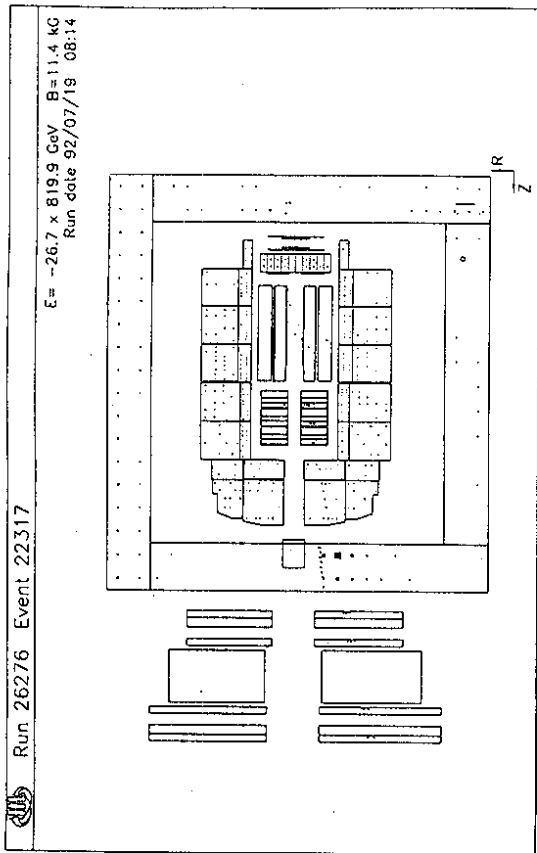 Run 26276 Event 22317
E = -26.7 x 819.9 GeV B=11.4 kG
Run date 92/07/19 08:14
R
Z